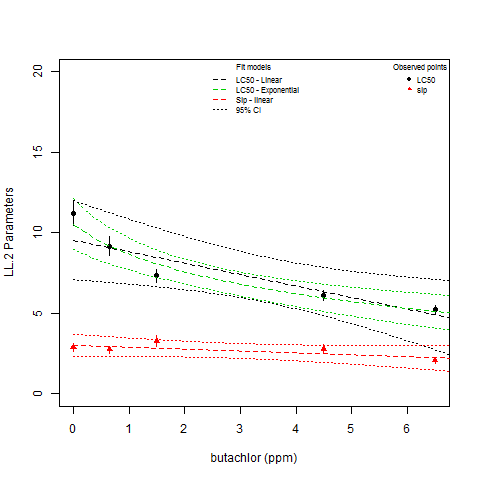 Fit models
LC50 - Linear
LC50 - Exponential
Slp - linear
95% CI
Observed points
LC50
slp
20
15
10
5
0
LL.2 Parameters
0 1 2 3 4 5 6
butachlor (ppm)